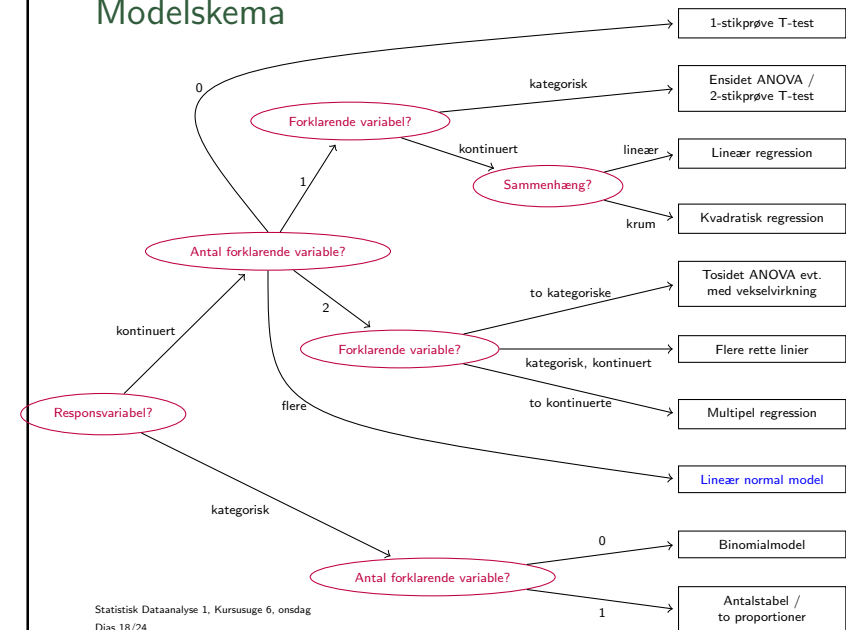 Modelskema
1-stikprøve T-test
0
kategorisk
Ensidet ANOVA /
2-stikprøve T-test
Forklarende variabel?
kontinuert
lineær
Lineær regression
1
Sammenhæng?
krum
Kvadratisk regression
Antal forklarende variable?
to kategoriske
Tosidet ANOVA evt.
med vekselvirkning
2
kontinuert
Forklarende variable?
kategorisk, kontinuert
Flere rette linier
to kontinuerte
Multipel regression
flere
Responsvariabel?
Lineær normal model
kategorisk
0
Binomialmodel
Antal forklarende variable?
1
Antalstabel /
to proportioner
Statistisk Dataanalyse 1, Kursusuge 6, onsdag
Dias 18/24